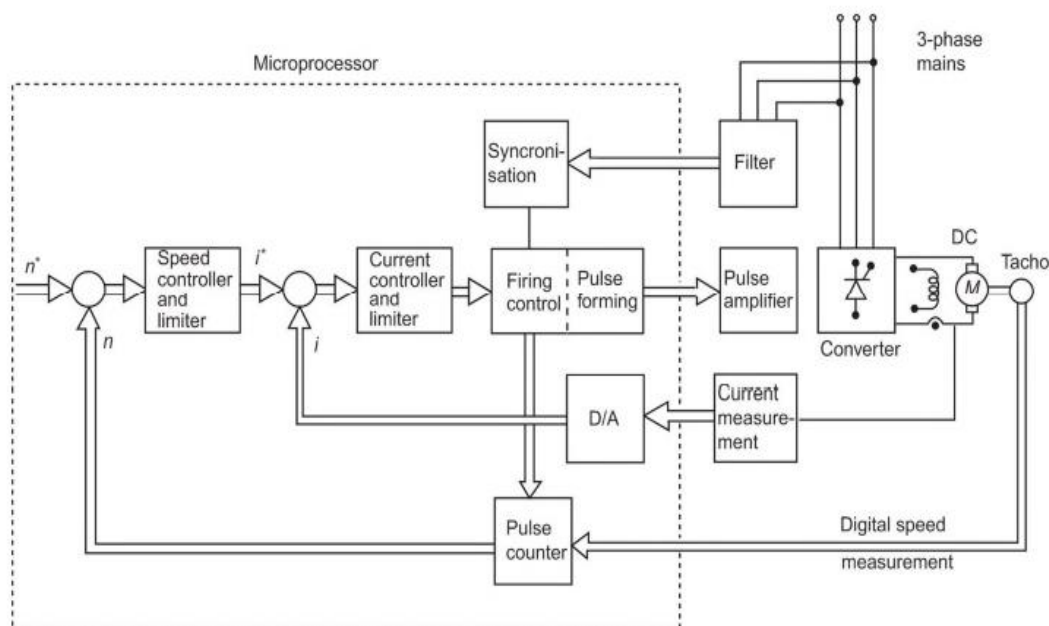 3-phase
mains
Microprocessor
Syncroni-
sation
Filter
n*
Speed
controller
and
limiter
i*
Current
controller
and
limiter
Firing
control
Pulse
forming
Pulse
amplifier
DC
M
Tacho
Converter
n
i
D/A
Current
measure-
ment
Pulse
counter
Digital speed
measurement